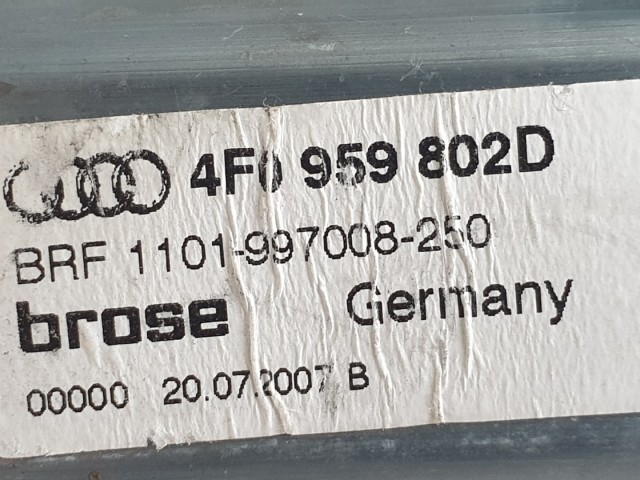 4F0 959 802D
BRF 1101-997008-250
brose Germany
00000 20.07.2007 B